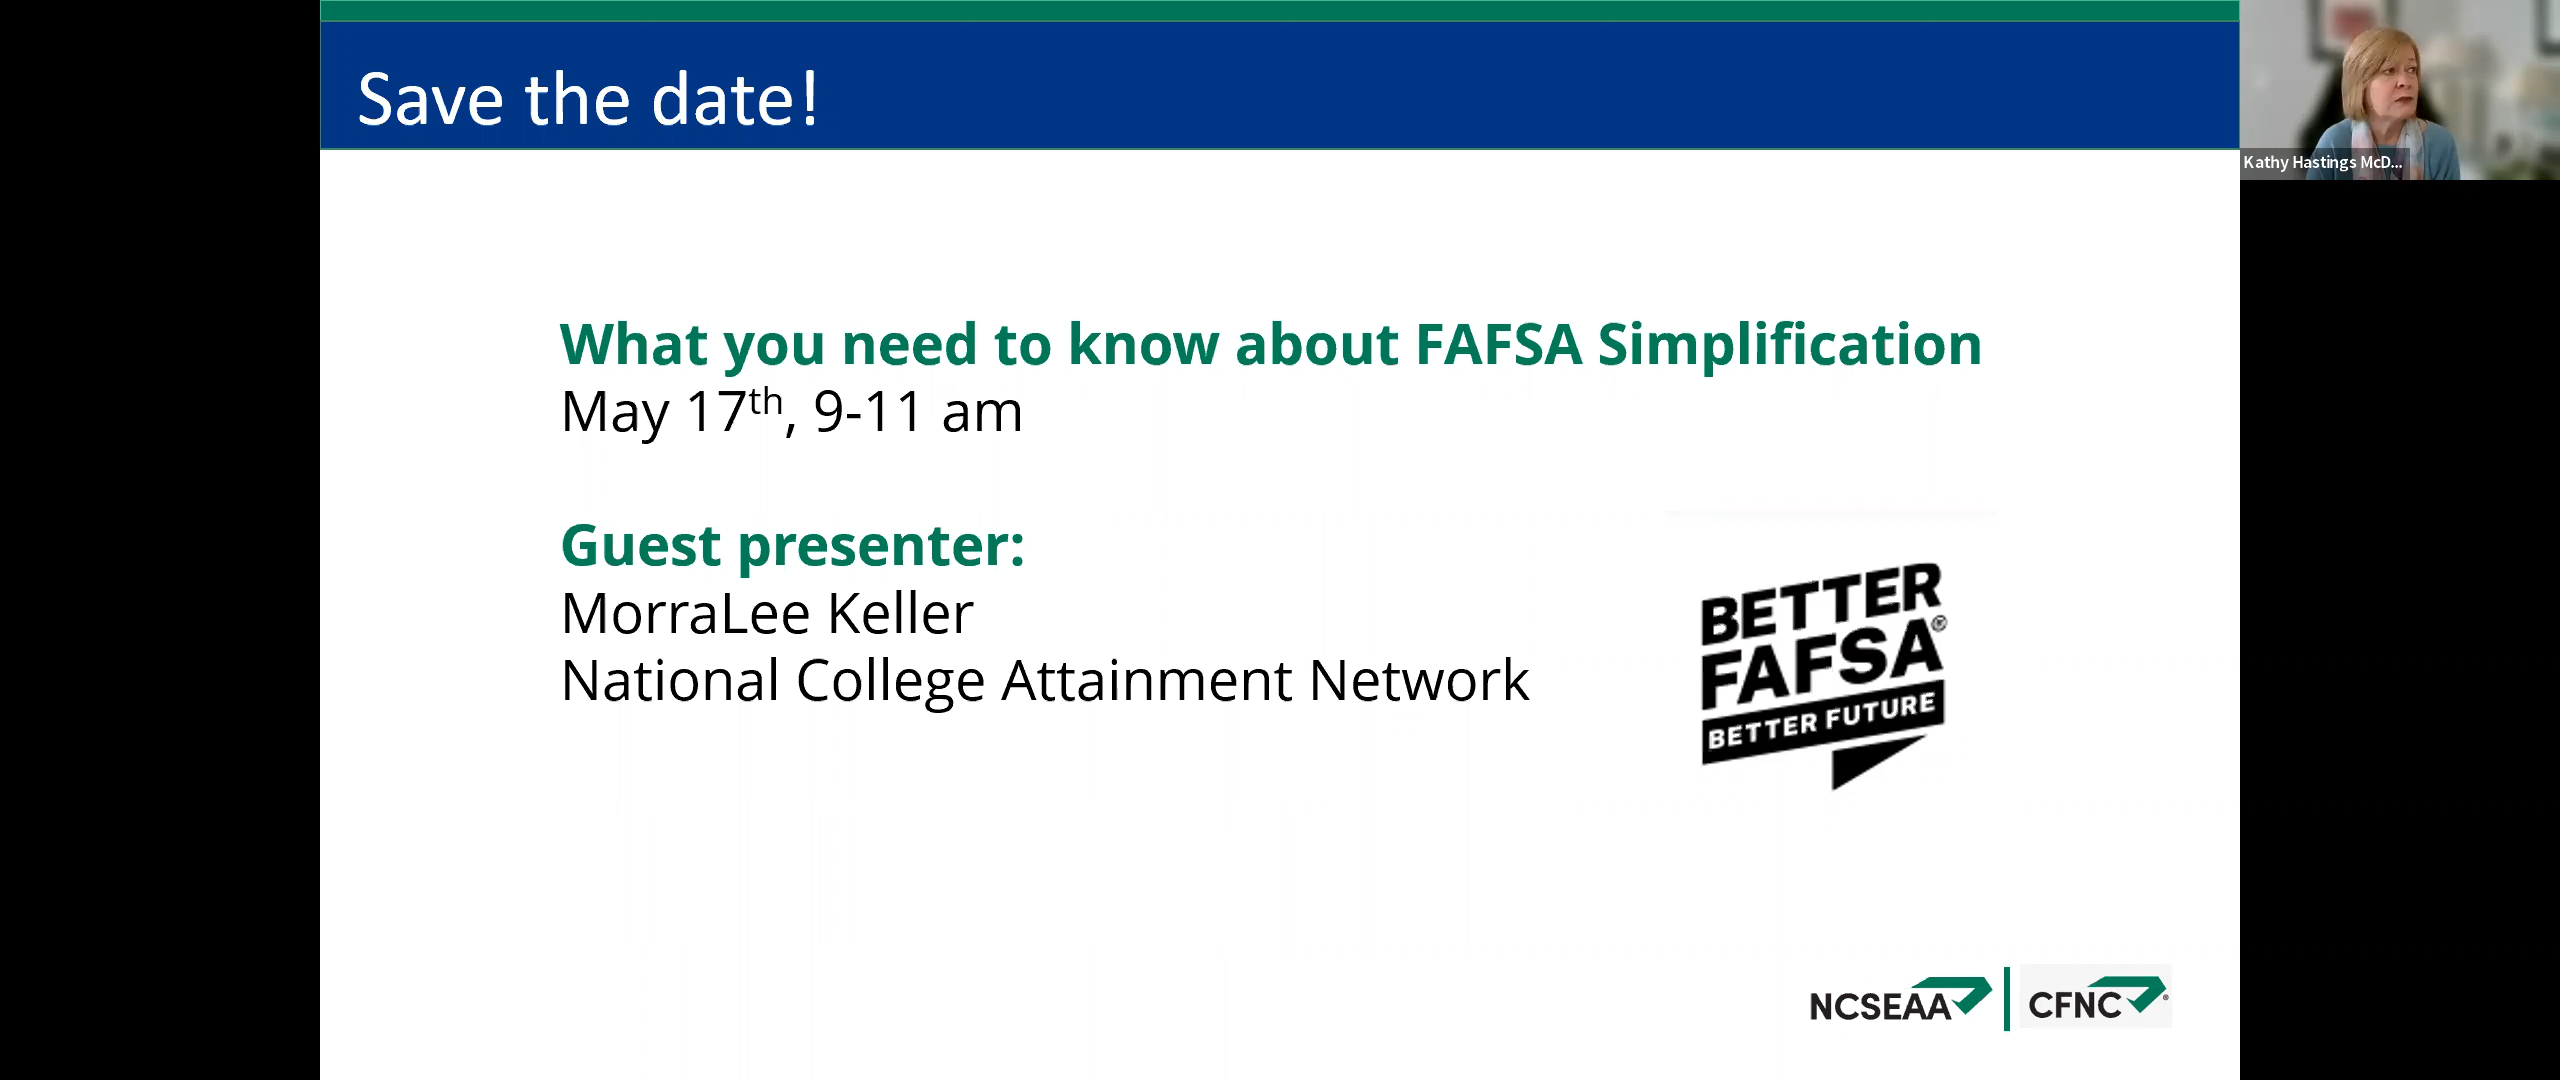 Save the date!
Kathy Hastings McD...
What you need to know about FAFSA Simplification
May 17th, 9-11 am
Guest presenter:
MorraLee Keller
National College Attainment Network
BETTER
FAFSA®
BETTER FUTURE
NCSEAA
CFNC®